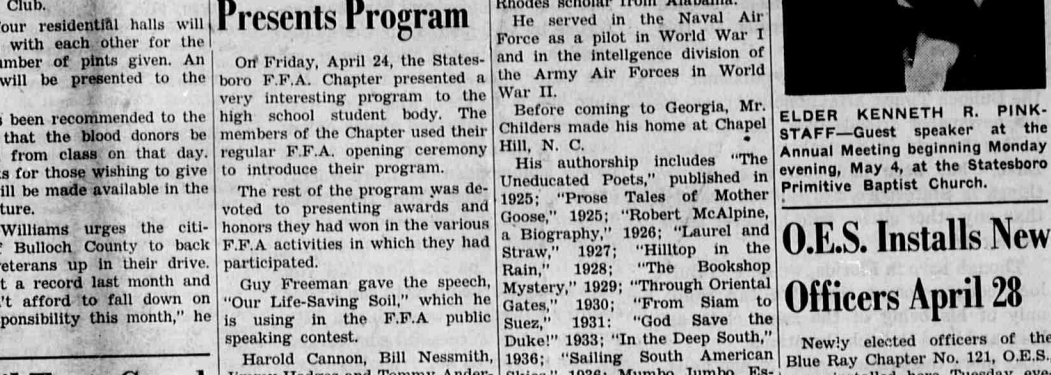 Club.
our residential halls will
with each other for the
mber of pints given. An
will be presented to the
been recommended to the
that the blood donors be
from class on that day.
s for those wishing to give
ill be made available in the
ture.
Williams urges the citi-
f Bulloch County to back
eterans up in their drive.
t a record last month and
't afford to fall down on
ponsibility this month," he
Presents Program
On Friday, April 24, the States-
boro F.F.A. Chapter presented a
very interesting program to the
high school student body. The
members of the Chapter used their
regular F.F.A. opening ceremony
to introduce their program.
The rest of the program was de-
voted to presenting awards and
honors they had won in the various
F.F.A activities in which they had
participated.
Guy Freeman gave the speech,
"Our Life-Saving Soil," which he
is using in the F.F.A public
speaking contest.
Harold Cannon, Bill Nessmith,
Rhodes scholar from Alabama.
He served in the Naval Air
Force as a pilot in World War I
and in the intellgence division of
the Army Air Forces in World
War II.
Before coming to Georgia, Mr.
Childers made his home at Chapel
Hill, N. C.
His authorship includes "The
Uneducated Poets," published in
1925; "Prose Tales of Mother
Goose," 1925; "Robert McAlpine,
a Biography," 1926; "Laurel and
Straw," 1927; "Hilltop in the
Rain," 1928; "The Bookshop
Mystery," 1929; "Through Oriental
Gates," 1930; "From Siam to
Suez," 1931: "God Save the
Duke!" 1933; "In the Deep South,"
1936; "Sailing South American
ELDER KENNETH R. PINK-
STAFF—Guest speaker at the
Annual Meeting beginning Monday
evening, May 4, at the Statesboro
Primitive Baptist Church.
O.E.S. Installs New
Officers April 28
Newly elected officers of the
Blue Ray Chapter No. 121, O.E.S.